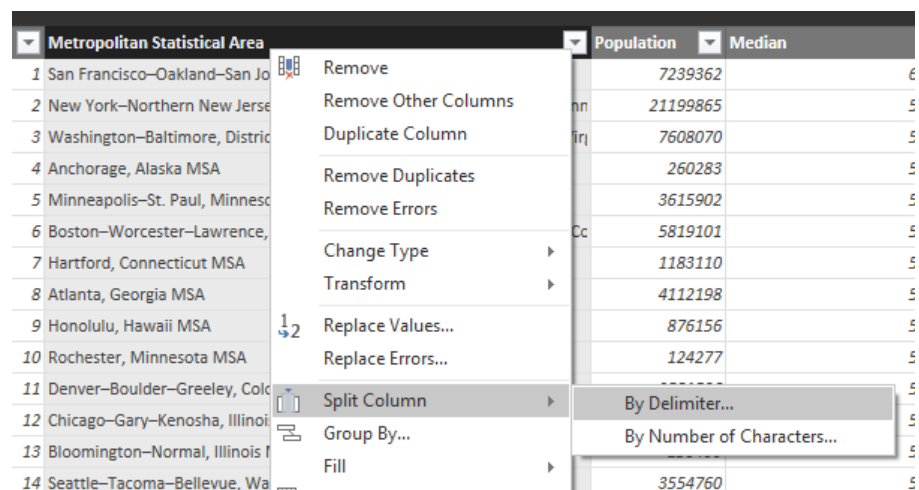 Metropolitan Statistical Area Population Median
1 San Francisco–Oakland–San Jo Remove 7239362
2 New York–Northern New Jerse Remove Other Columns 21199865
3 Washington–Baltimore, Distric Duplicate Column 7608070
4 Anchorage, Alaska MSA Remove Duplicates 260283
5 Minneapolis–St. Paul, Minnesc Remove Errors 3615902
6 Boston–Worcester–Lawrence, Change Type 5819101
7 Hartford, Connecticut MSA Transform 1183110
8 Atlanta, Georgia MSA 4112198
9 Honolulu, Hawaii MSA Replace Values... 876156
10 Rochester, Minnesota MSA Replace Errors... 124277
11 Denver–Boulder–Greeley, Colo Split Column By Delimiter...
12 Chicago–Gary–Kenosha, Illinoi Group By... By Number of Characters...
13 Bloomington–Normal, Illinois Fill
14 Seattle–Tacoma–Bellevue, Wa 3554760